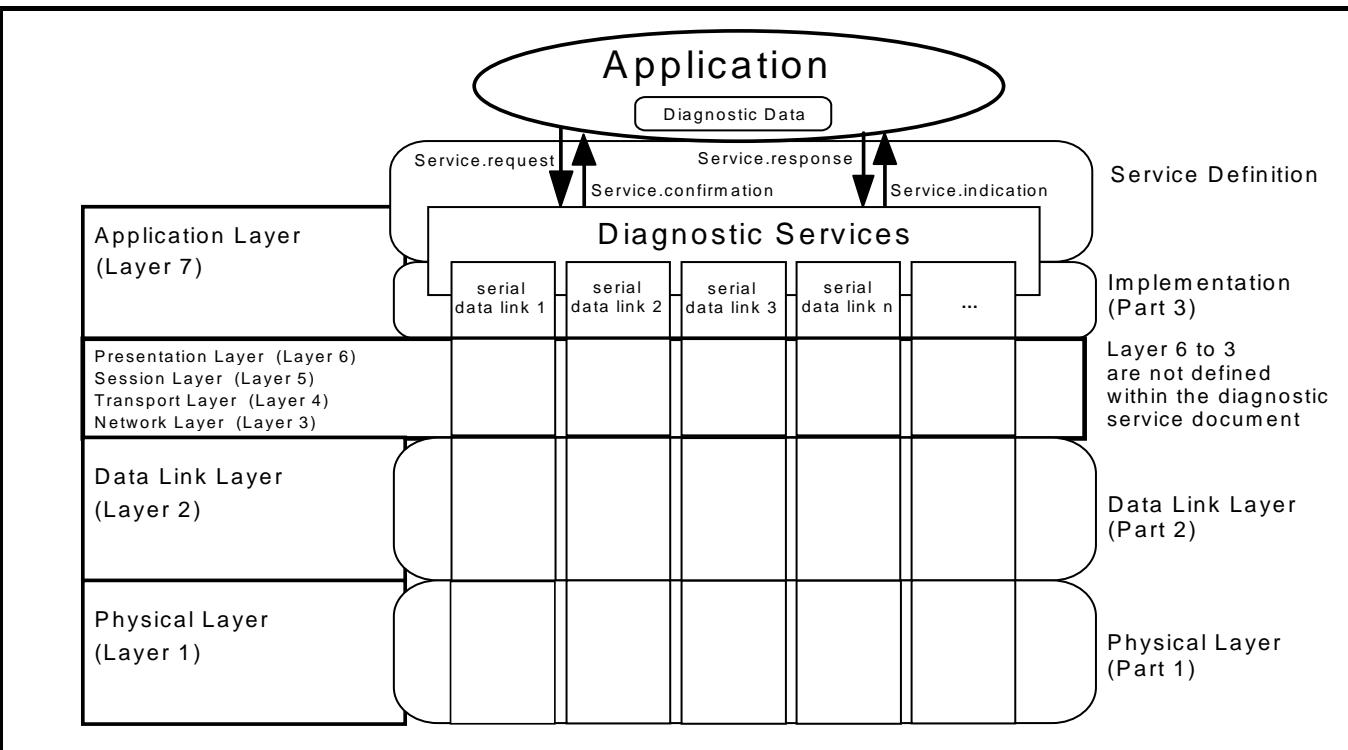 Application
Diagnostic Data
Service.request
Service.response
Service.confirmation
Service.indication
Service Definition
Application Layer
(Layer 7)
Diagnostic Services
serial
data link 1
serial
data link 2
serial
data link 3
serial
data link n
...
Implementation
(Part 3)
Presentation Layer (Layer 6)
Session Layer (Layer 5)
Transport Layer (Layer 4)
Network Layer (Layer 3)
Layer 6 to 3
are not defined
within the diagnostic
service document
Data Link Layer
(Layer 2)
Data Link Layer
(Part 2)
Physical Layer
(Layer 1)
Physical Layer
(Part 1)